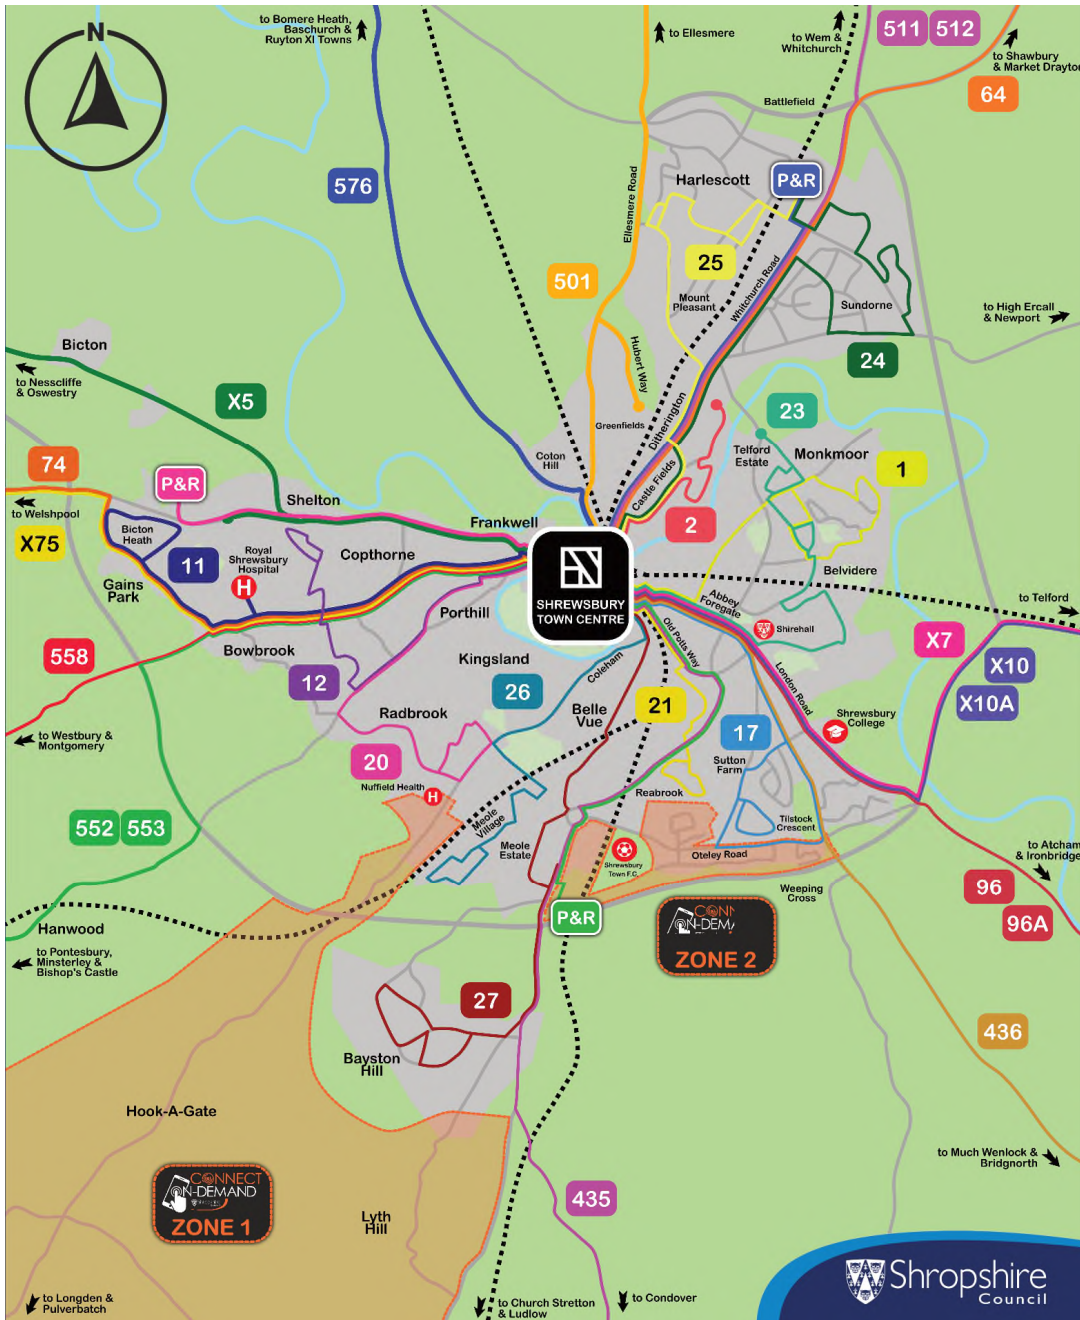 N
to Bomere Heath,
Baschurch &
Ruyton XI Towns
to Ellesmere
to Wem &
Whitchurch
511
512
to Shawbury
& Market Drayton
64
Battlefield
576
Harlescott
P&R
Ellesmere Road
25
501
Mount
Pleasant
Whitchurch Road
Sundorne
to High Ercall
& Newport
Bicton
to Nesscliffe
& Oswestry
Hubert Way
24
X5
23
Greenfields
Ditherington
Telford
Estate
Monkmoor
1
74
Coton
Hill
P&R
Castle Fields
Shelton
to Welshpool
X75
Bicton
Heath
Frankwell
2
11
Royal
Shrewsbury
Hospital
H
Copthorne
Gains
Park
SHREWSBURY
TOWN CENTRE
Belvidere
Abbey
Foregate
to Telford
Porthill
Shirehall
Old Potts Way
X7
558
Bowbrook
Kingsland
Coleham
X10
12
26
London Road
X10A
Belle
Vue
21
Radbrook
Shrewsbury
College
17
to Westbury &
Montgomery
20
Sutton
Farm
Nuffield Health
H
Reabrook
552
553
Meole
Village
Tilstock
Crescent
Meole
Estate
Oteley Road
Shrewsbury
Town F.C.
to Atcham
& Ironbridge
Weeping
Cross
96
P&R
Hanwood
CONN
ON-DEM
ZONE 2
96A
to Pontesbury,
Minsterley &
Bishop's Castle
27
436
Bayston
Hill
Hook-A-Gate
to Much Wenlock &
Bridgnorth
CONNECT
ON-DEMAND
ZONE 1
435
Lyth
Hill
Shropshire
Council
to Longden &
Pulverbatch
to Church Stretton
& Ludlow
to Condover